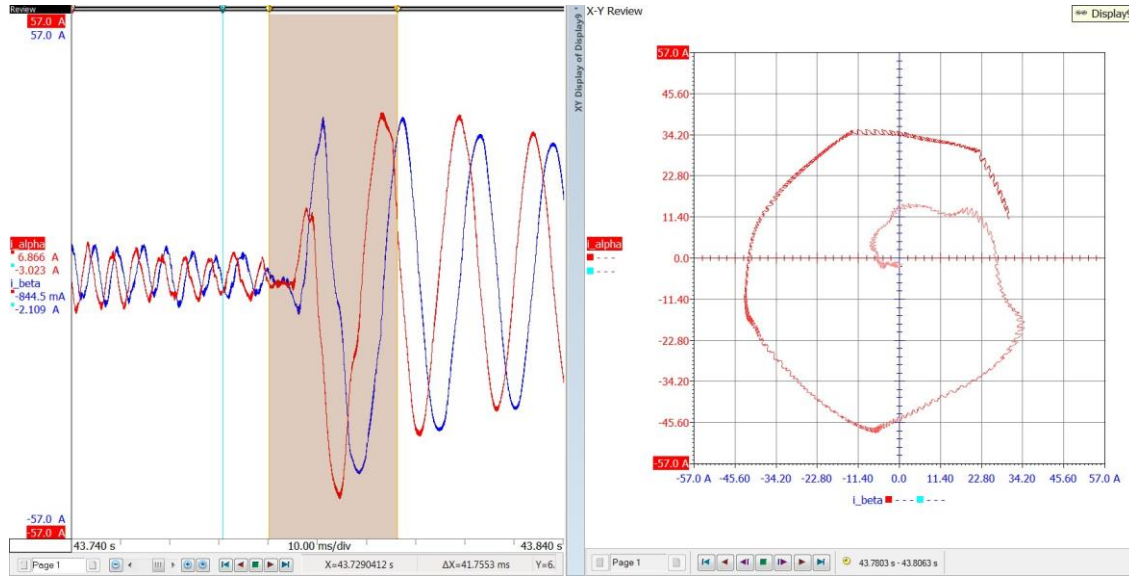 Review
57.0 A
57.0 A
i_alpha
6.866 A
-3.023 A
i_beta
-844.5 mA
-2.109 A
-57.0 A
-57.0 A
43.740 s
10.00 ms/div
43.840 s
Page 1
X=43.7290412 s
ΔX=41.7553 ms
Y=6.
XY Display of Display9 *
X-Y Review
Display9
57.0 A
45.60
34.20
22.80
11.40
0.0
-11.40
-22.80
-34.20
-45.60
-57.0 A
i_alpha
- - -
- - -
-57.0 A -45.60 -34.20 -22.80 -11.40 0.0 11.40 22.80 34.20 45.60 57.0 A
i_beta - - - - - -
Page 1
43.7803 s - 43.8063 s